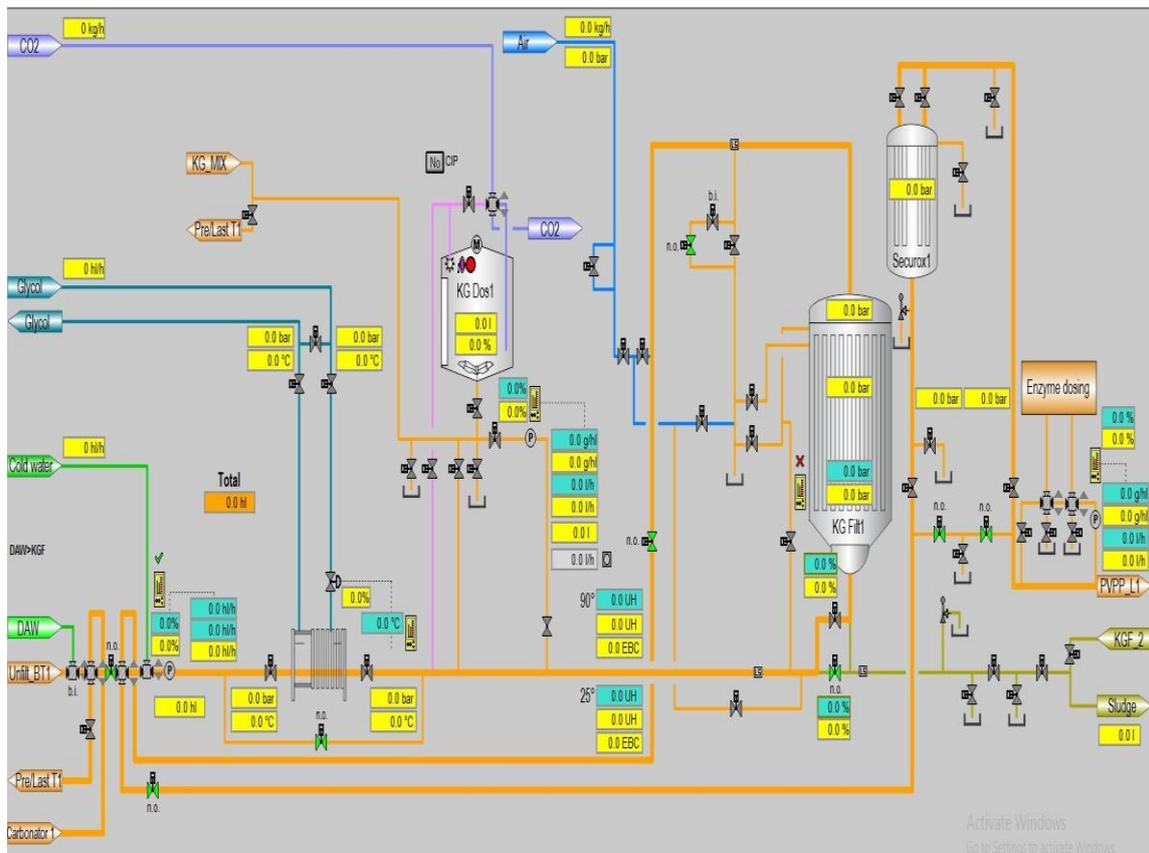 CO2
0 kg/h
Air
0.0 kg/h
0.0 bar
KG_MIX
No CIP
Pre/Last T1
CO2
b.i.
n.o.
0.0 bar
Securox1
Glycol
0 hl/h
Glycol
0.0 bar
0.0 °C
0.0 bar
0.0 °C
M
KG Dos1
0.0 l
0.0 %
0.0 bar
0.0 bar
0.0%
0.0%
P
0.0 bar
0.0 bar
Enzyme dosing
0.0 %
0.0 %
Cold water
0 hl/h
Total
0.0 hl
0.0 g/hl
0.0 g/hl
0.0 l/h
0.0 l/h
0.0 l
0.0 l/h
0.0 bar
0.0 bar
KG Filt1
0.0 g/hl
0.0 g/hl
0.0 l/h
0.0 l/h
P
n.o.
n.o.
n.o.
DAW>KGF
0.0 %
0.0 %
PVPP_L1
0.0%
0.0%
0.0 hl/h
0.0 hl/h
0.0 hl/h
0.0%
0.0 °C
90°
0.0 UH
0.0 UH
0.0 EBC
DAW
n.o.
KGF_2
Unfilt_BT1
b.i.
P
LS
LS
LS
n.o.
0.0 hl
0.0 bar
0.0 °C
0.0 bar
0.0 °C
25°
0.0 UH
0.0 UH
0.0 EBC
0.0 %
0.0 %
Sludge
0.0 l
n.o.
Pre/Last T1
n.o.
Carbonator 1
Activate Windows
Go to Settings to activate Windows.